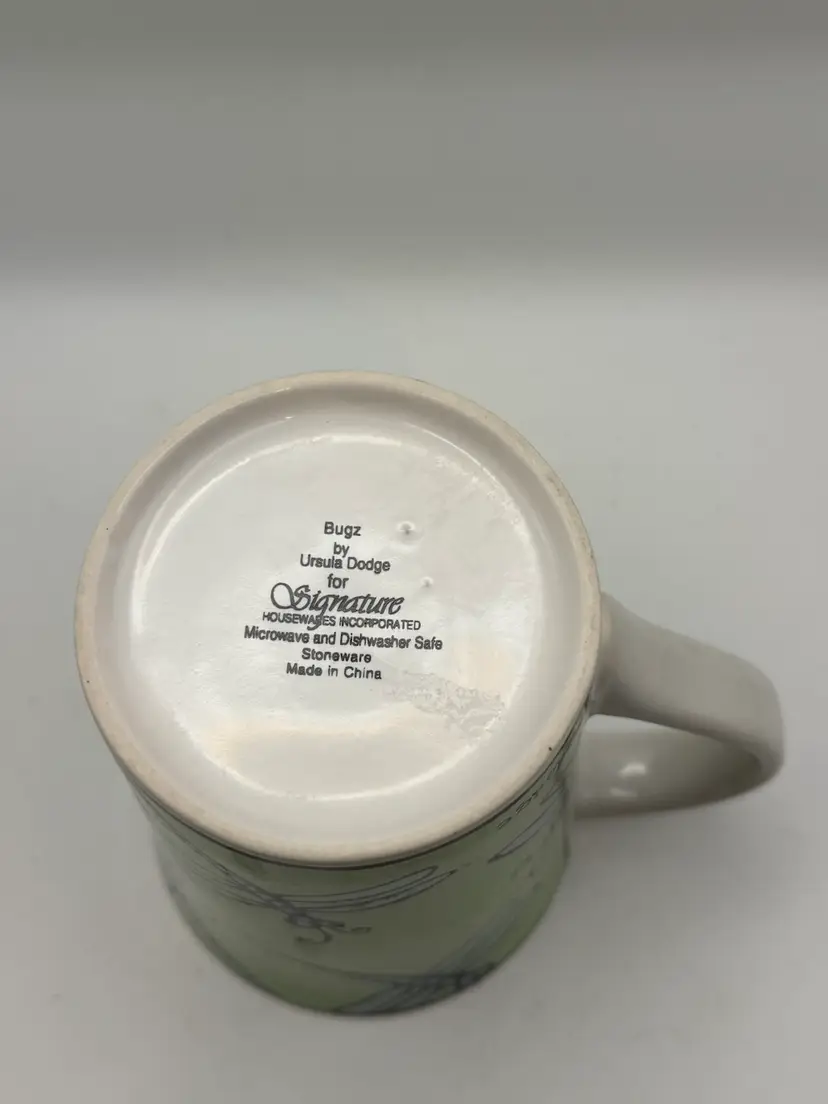 Bugz
by
Ursula Dodge
for
Signature
HOUSEWARES INCORPORATED
Microwave and Dishwasher Safe
Stoneware
Made in China